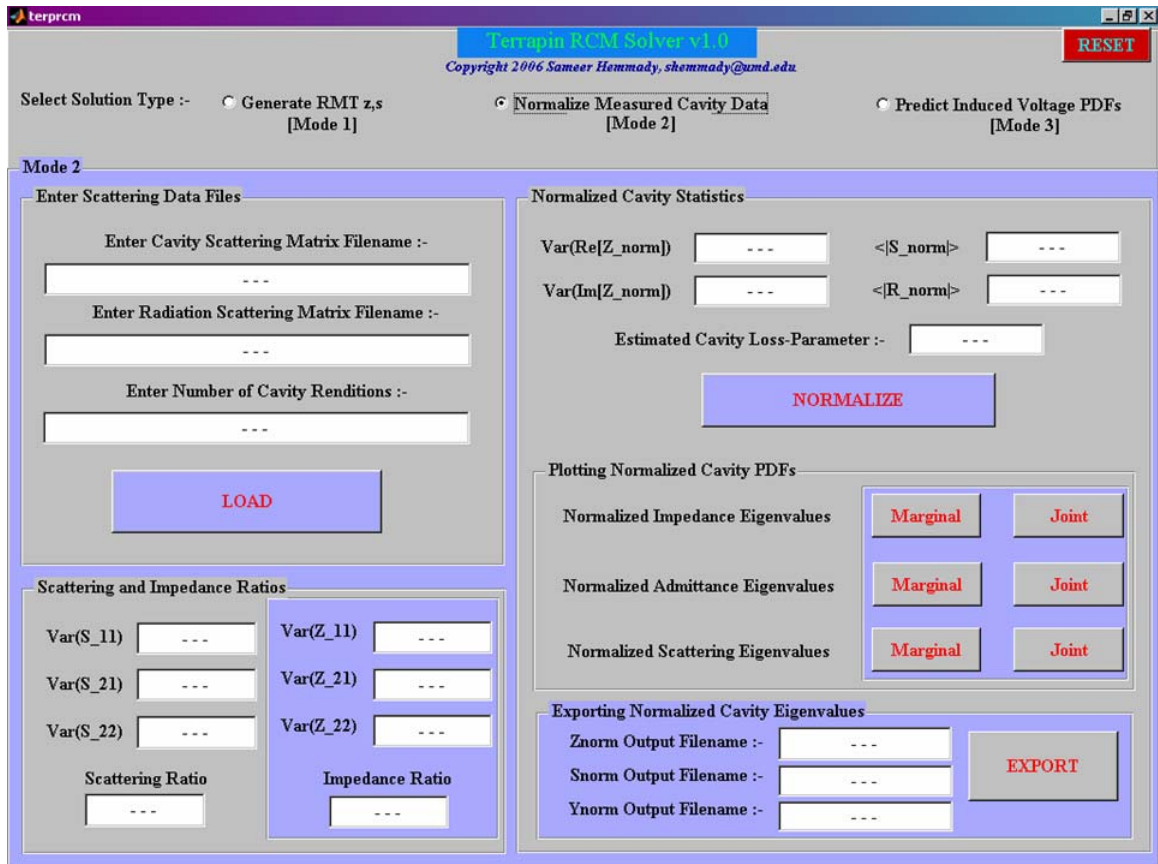 terprcm
Terrapin RCM Solver v1.0
RESET
Copyright 2006 Sameer Hemmady, shemmady@umd.edu
Select Solution Type :-
Generate RMT z,s
[Mode 1]
Normalize Measured Cavity Data
[Mode 2]
Predict Induced Voltage PDFs
[Mode 3]
Mode 2
Enter Scattering Data Files
Enter Cavity Scattering Matrix Filename :-
- - -
Enter Radiation Scattering Matrix Filename :-
- - -
Enter Number of Cavity Renditions :-
- - -
LOAD
Scattering and Impedance Ratios
Var(S_11) - - -
Var(S_21) - - -
Var(S_22) - - -
Scattering Ratio
- - -
Var(Z_11) - - -
Var(Z_21) - - -
Var(Z_22) - - -
Impedance Ratio
- - -
Normalized Cavity Statistics
Var(Re[Z_norm]) - - - <|S_norm|> - - -
Var(Im[Z_norm]) - - - <|R_norm|> - - -
Estimated Cavity Loss-Parameter :- - - -
NORMALIZE
Plotting Normalized Cavity PDFs
Normalized Impedance Eigenvalues Marginal Joint
Normalized Admittance Eigenvalues Marginal Joint
Normalized Scattering Eigenvalues Marginal Joint
Exporting Normalized Cavity Eigenvalues
Znorm Output Filename :- - - -
Snorm Output Filename :- - - -
Ynorm Output Filename :- - - -
EXPORT